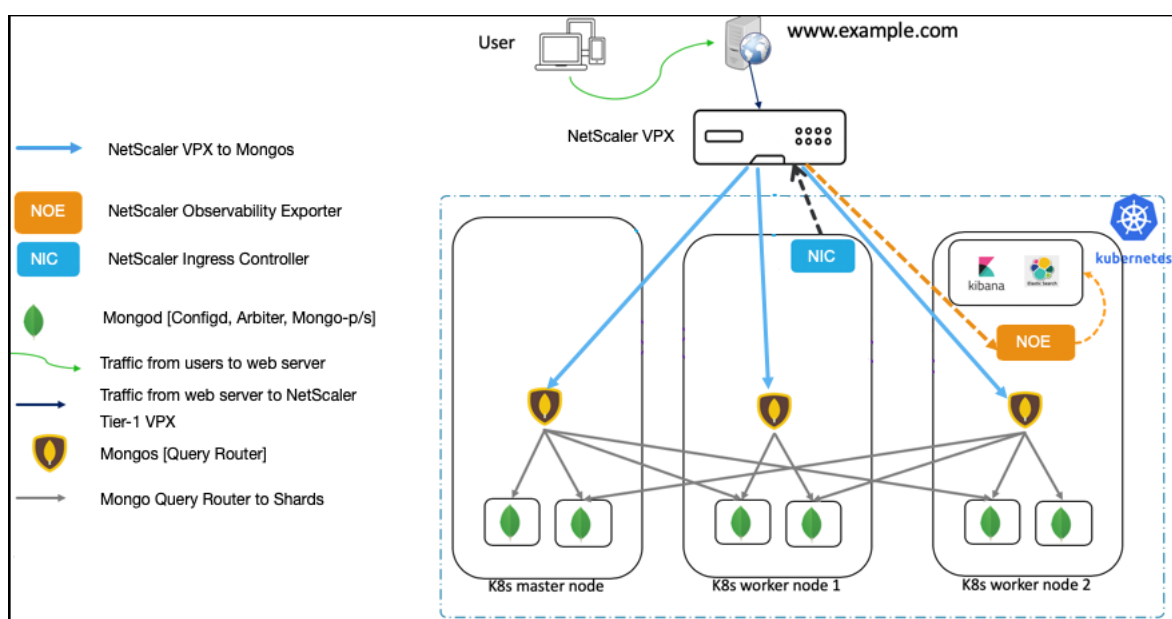 User
www.example.com
NetScaler VPX
NetScaler VPX to Mongos
NOE
NetScaler Observability Exporter
NIC
NetScaler Ingress Controller
Mongod [Configd, Arbiter, Mongo-p/s]
Traffic from users to web server
Traffic from web server to NetScaler
Tier-1 VPX
Mongos [Query Router]
Mongo Query Router to Shards
NIC
kubernetes
kibana
Elastic Search
NOE
K8s master node
K8s worker node 1
K8s worker node 2